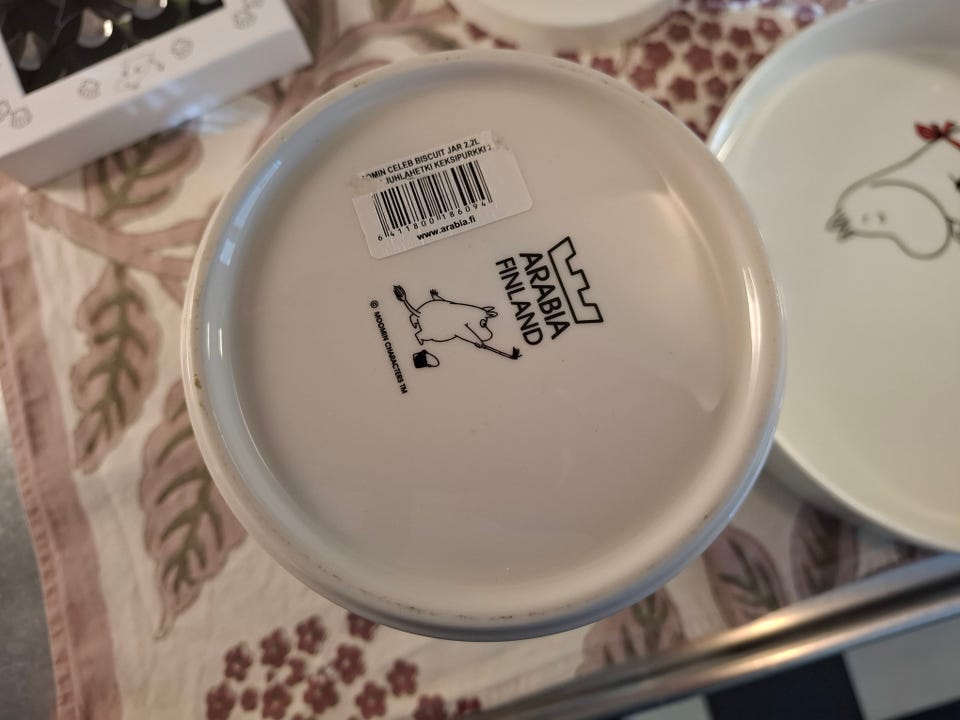 OMIN CELEB BISCUIT JAR 2,2L
JUHLAHETKI KEKSIPURKKI
6 411800 186094
www.arabia.fi
ARABIA
FINLAND
© MOOMIN CHARACTERS TM